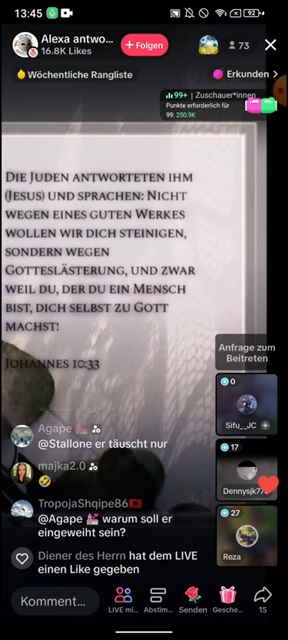 13:45
92
Alexa antwo...
16.8K Likes
+ Folgen
73
Wöchentliche Rangliste
Erkunden >
99+ | Zuschauer*innen
Punkte erforderlich für
99: 250.9K
Die Juden antworteten ihm
(Jesus) und sprachen: Nicht
wegen eines guten Werkes
wollen wir dich steinigen,
sondern wegen
Gotteslästerung, und zwar
weil du, der du ein Mensch
bist, dich selbst zu Gott
machst!
Johannes 10:33
Anfrage zum
Beitreten
0
Sifu_JC +
17
Dennysjk77
27
Reza
Agape
@Stallone er täuscht nur
majka2.0
🤣
TropojaShqipe86🇦🇱
@Agape 💒 warum soll er
eingeweiht sein?
Diener des Herrn hat dem LIVE
einen Like gegeben
Komment...
LIVE mi...
Abstim...
Senden
Gesche...
15